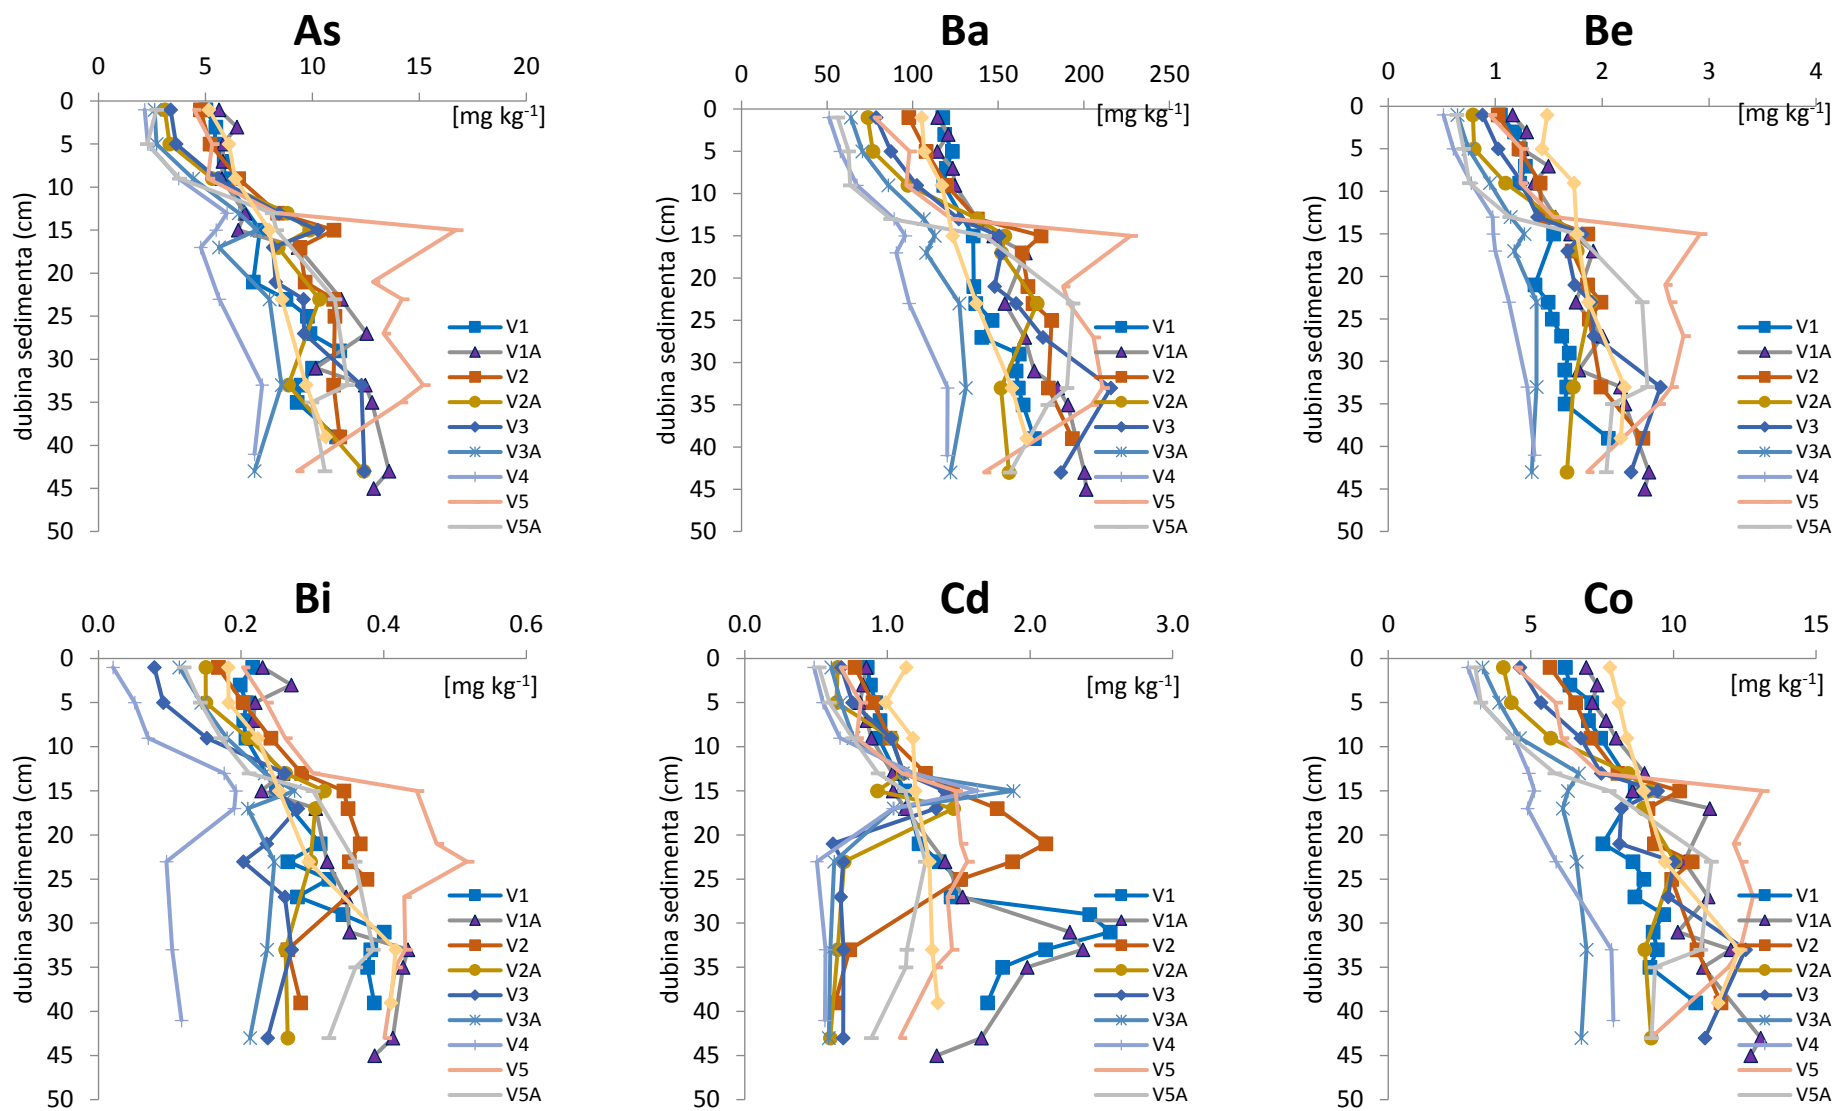 As
0 5 10 15 20
[mg kg-1]
0
5
10
15
20
25
30
35
40
45
50
dubina sedimenta (cm)
V1
V1A
V2
V2A
V3
V3A
V4
V5
V5A
Ba
0 50 100 150 200 250
[mg kg-1]
0
5
10
15
20
25
30
35
40
45
50
dubina sedimenta (cm)
V1
V1A
V2
V2A
V3
V3A
V4
V5
V5A
Be
0 1 2 3 4
[mg kg-1]
0
5
10
15
20
25
30
35
40
45
50
dubina sedimenta (cm)
V1
V1A
V2
V2A
V3
V3A
V4
V5
V5A
Bi
0.0 0.2 0.4 0.6
[mg kg-1]
0
5
10
15
20
25
30
35
40
45
50
dubina sedimenta (cm)
V1
V1A
V2
V2A
V3
V3A
V4
V5
V5A
Cd
0.0 1.0 2.0 3.0
[mg kg-1]
0
5
10
15
20
25
30
35
40
45
50
dubina sedimenta (cm)
V1
V1A
V2
V2A
V3
V3A
V4
V5
V5A
Co
0 5 10 15
[mg kg-1]
0
5
10
15
20
25
30
35
40
45
50
dubina sedimenta (cm)
V1
V1A
V2
V2A
V3
V3A
V4
V5
V5A